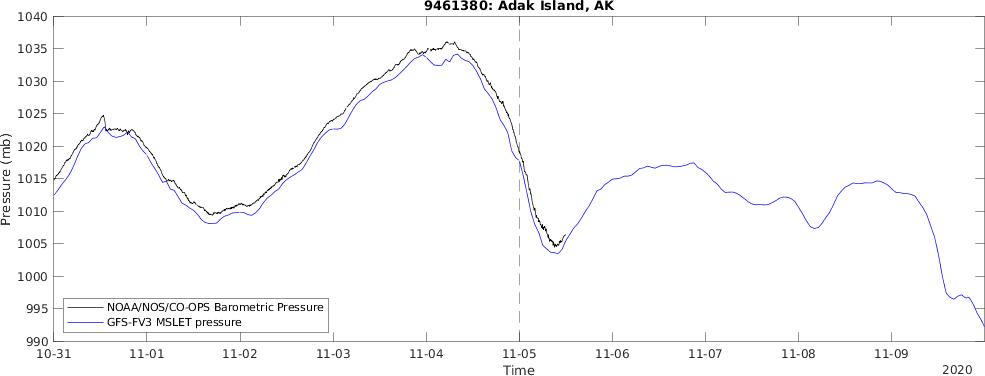 9461380: Adak Island, AK
Pressure (mb)
1040
1035
1030
1025
1020
1015
1010
1005
1000
995
990
NOAA/NOS/CO-OPS Barometric Pressure
GFS-FV3 MSLET pressure
10-31 11-01 11-02 11-03 11-04 11-05 11-06 11-07 11-08 11-09
Time
2020